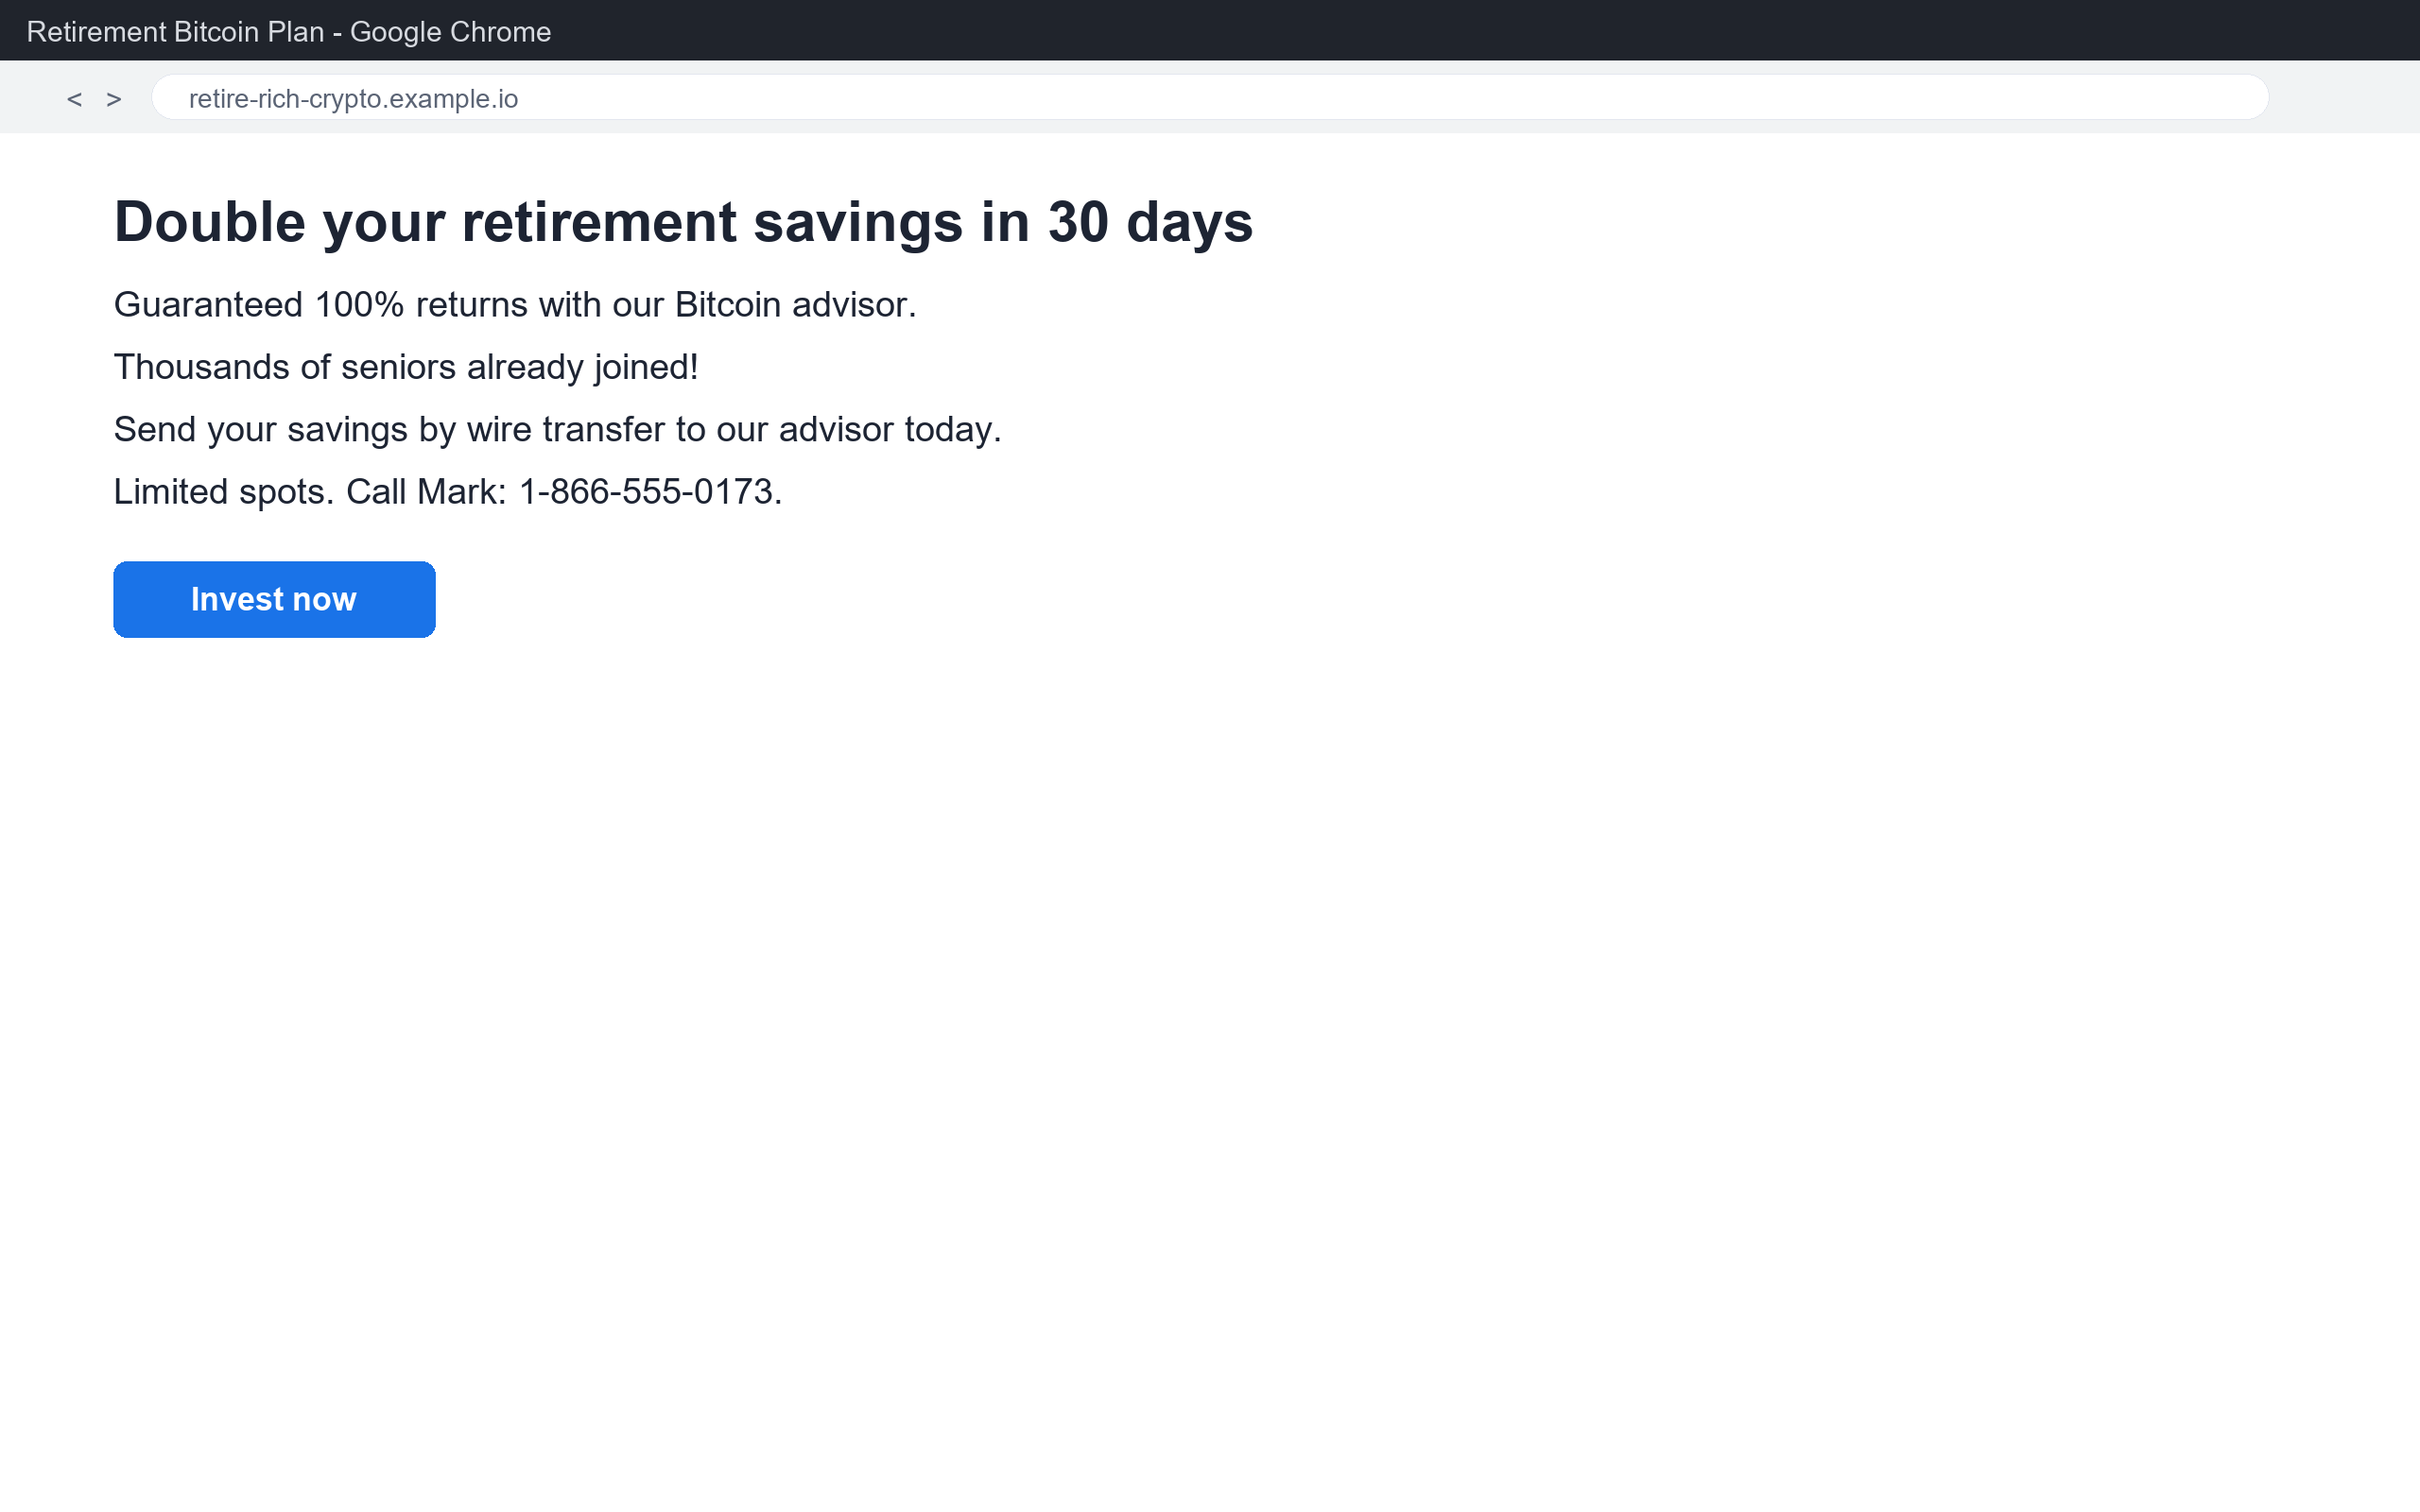 Retirement Bitcoin Plan - Google Chrome
< > retire-rich-crypto.example.io
Double your retirement savings in 30 days
Guaranteed 100% returns with our Bitcoin advisor.
Thousands of seniors already joined!
Send your savings by wire transfer to our advisor today.
Limited spots. Call Mark: 1-866-555-0173.
Invest now